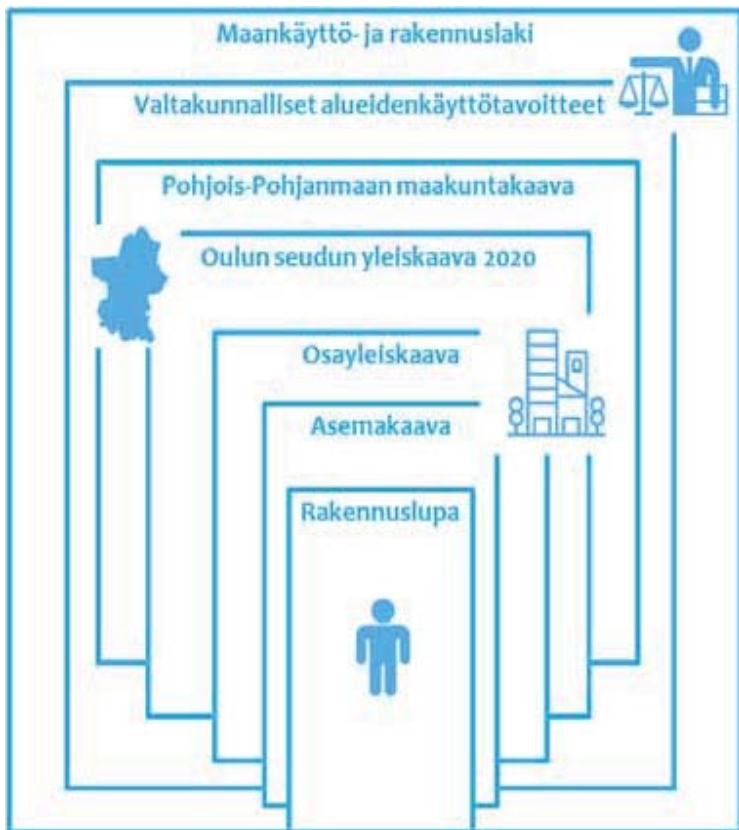 Maankäyttö- ja rakennuslaki
Valtakunnalliset alueidenkäyttötavoitteet
Pohjois-Pohjanmaan maakuntakaava
Oulun seudun yleiskaava 2020
Osayleiskaava
Asemakaava
Rakennuslupa